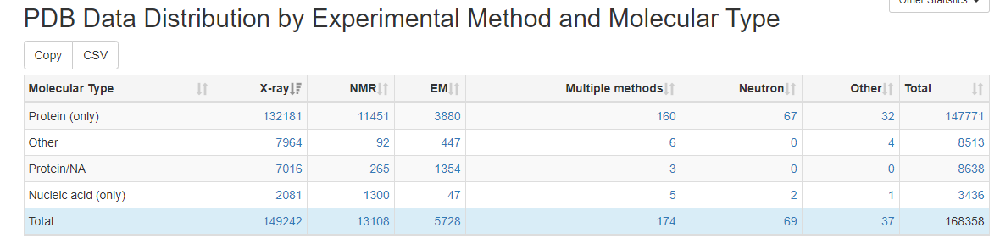 Other Statistics
PDB Data Distribution by Experimental Method and Molecular Type
Copy CSV
Molecular Type X-ray NMR EM Multiple methods Neutron Other Total
Protein (only) 132181 11451 3880 160 67 32 147771
Other 7964 92 447 6 0 4 8513
Protein/NA 7016 265 1354 3 0 0 8638
Nucleic acid (only) 2081 1300 47 5 2 1 3436
Total 149242 13108 5728 174 69 37 168358